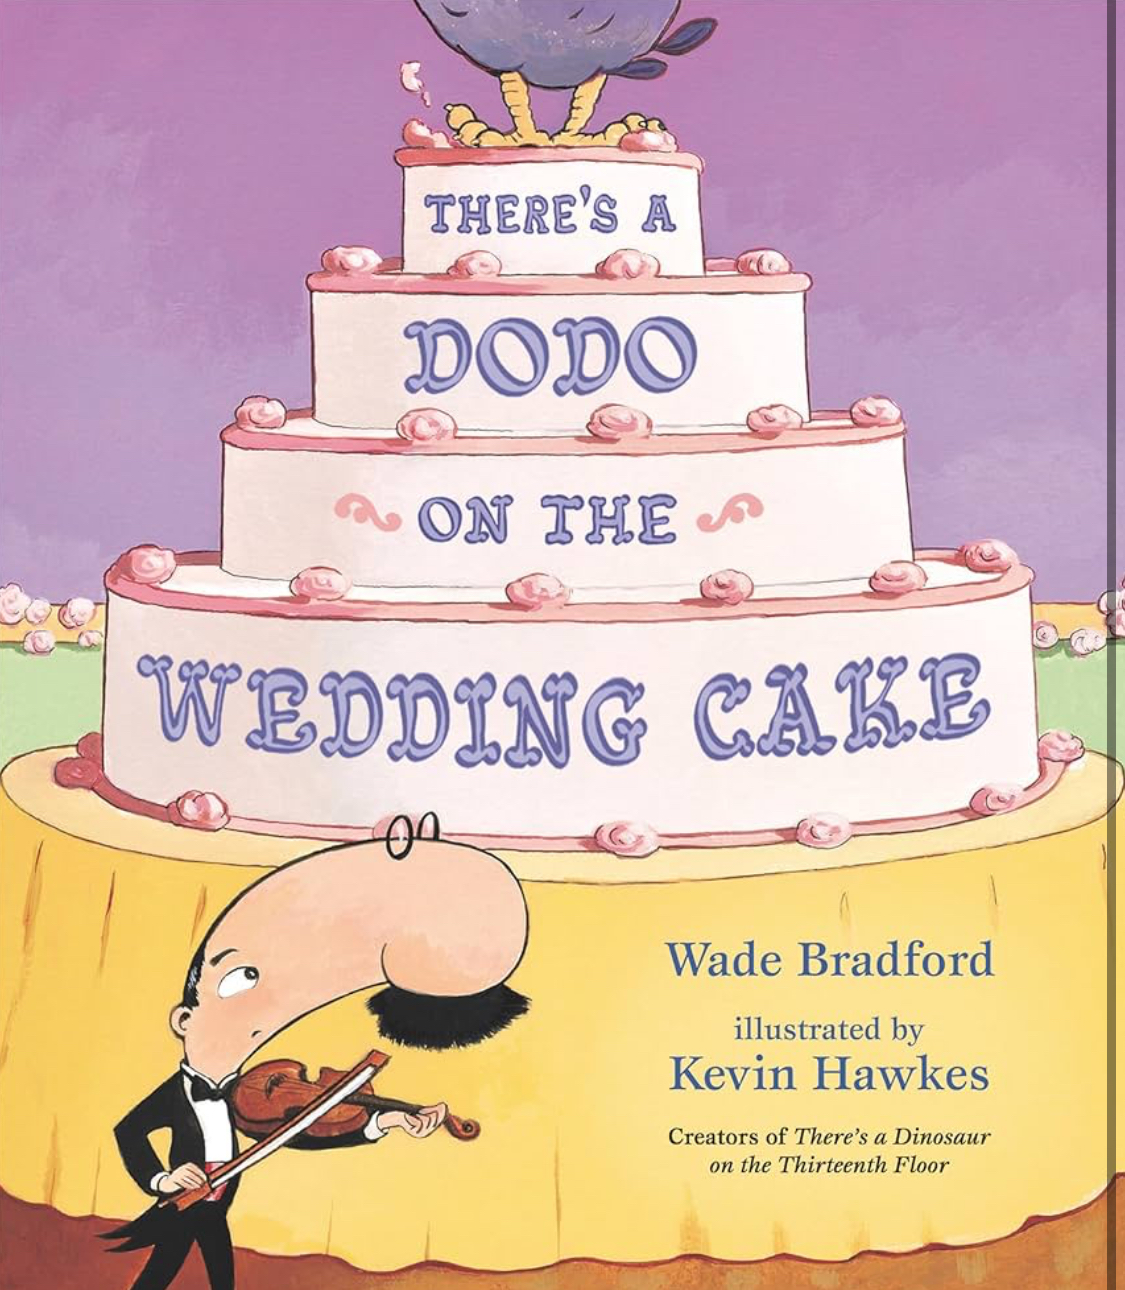 THERE'S A
DODO
ON THE
WEDDING CAKE
Wade Bradford
illustrated by
Kevin Hawkes
Creators of There's a Dinosaur
on the Thirteenth Floor